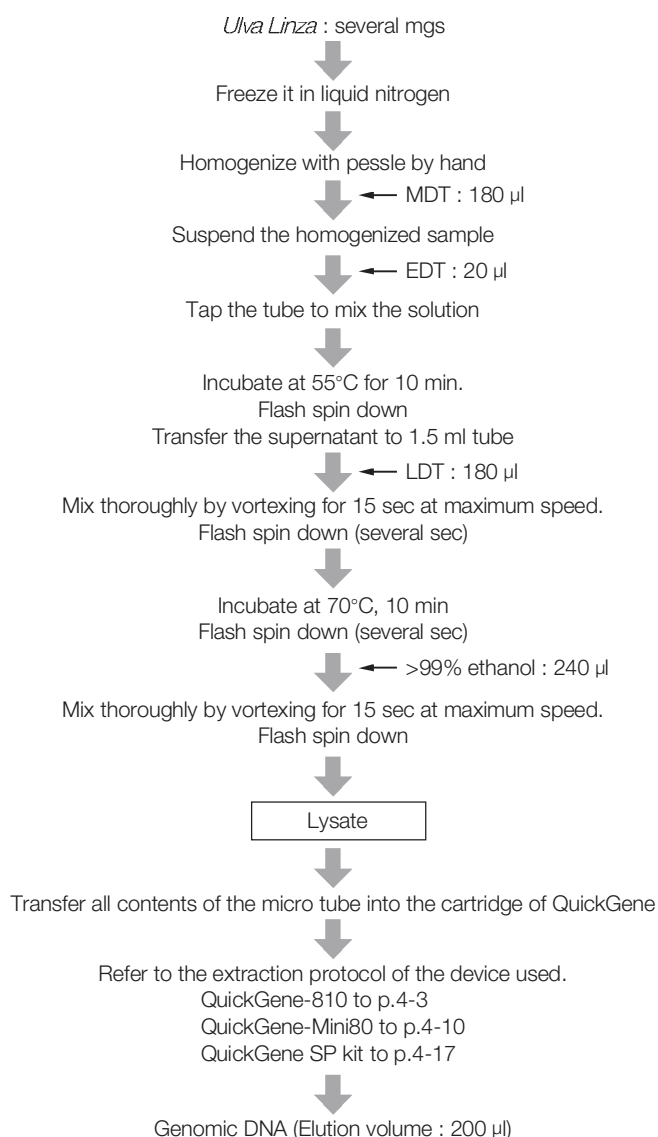 Ulva Linza : several mgs
Freeze it in liquid nitrogen
Homogenize with pessle by hand
MDT : 180 µl
Suspend the homogenized sample
EDT : 20 µl
Tap the tube to mix the solution
Incubate at 55°C for 10 min.
Flash spin down
Transfer the supernatant to 1.5 ml tube
LDT : 180 µl
Mix thoroughly by vortexing for 15 sec at maximum speed.
Flash spin down (several sec)
Incubate at 70°C, 10 min
Flash spin down (several sec)
>99% ethanol : 240 µl
Mix thoroughly by vortexing for 15 sec at maximum speed.
Flash spin down
Lysate
Transfer all contents of the micro tube into the cartridge of QuickGene
Refer to the extraction protocol of the device used.
QuickGene-810 to p.4-3
QuickGene-Mini80 to p.4-10
QuickGene SP kit to p.4-17
Genomic DNA (Elution volume : 200 µl)